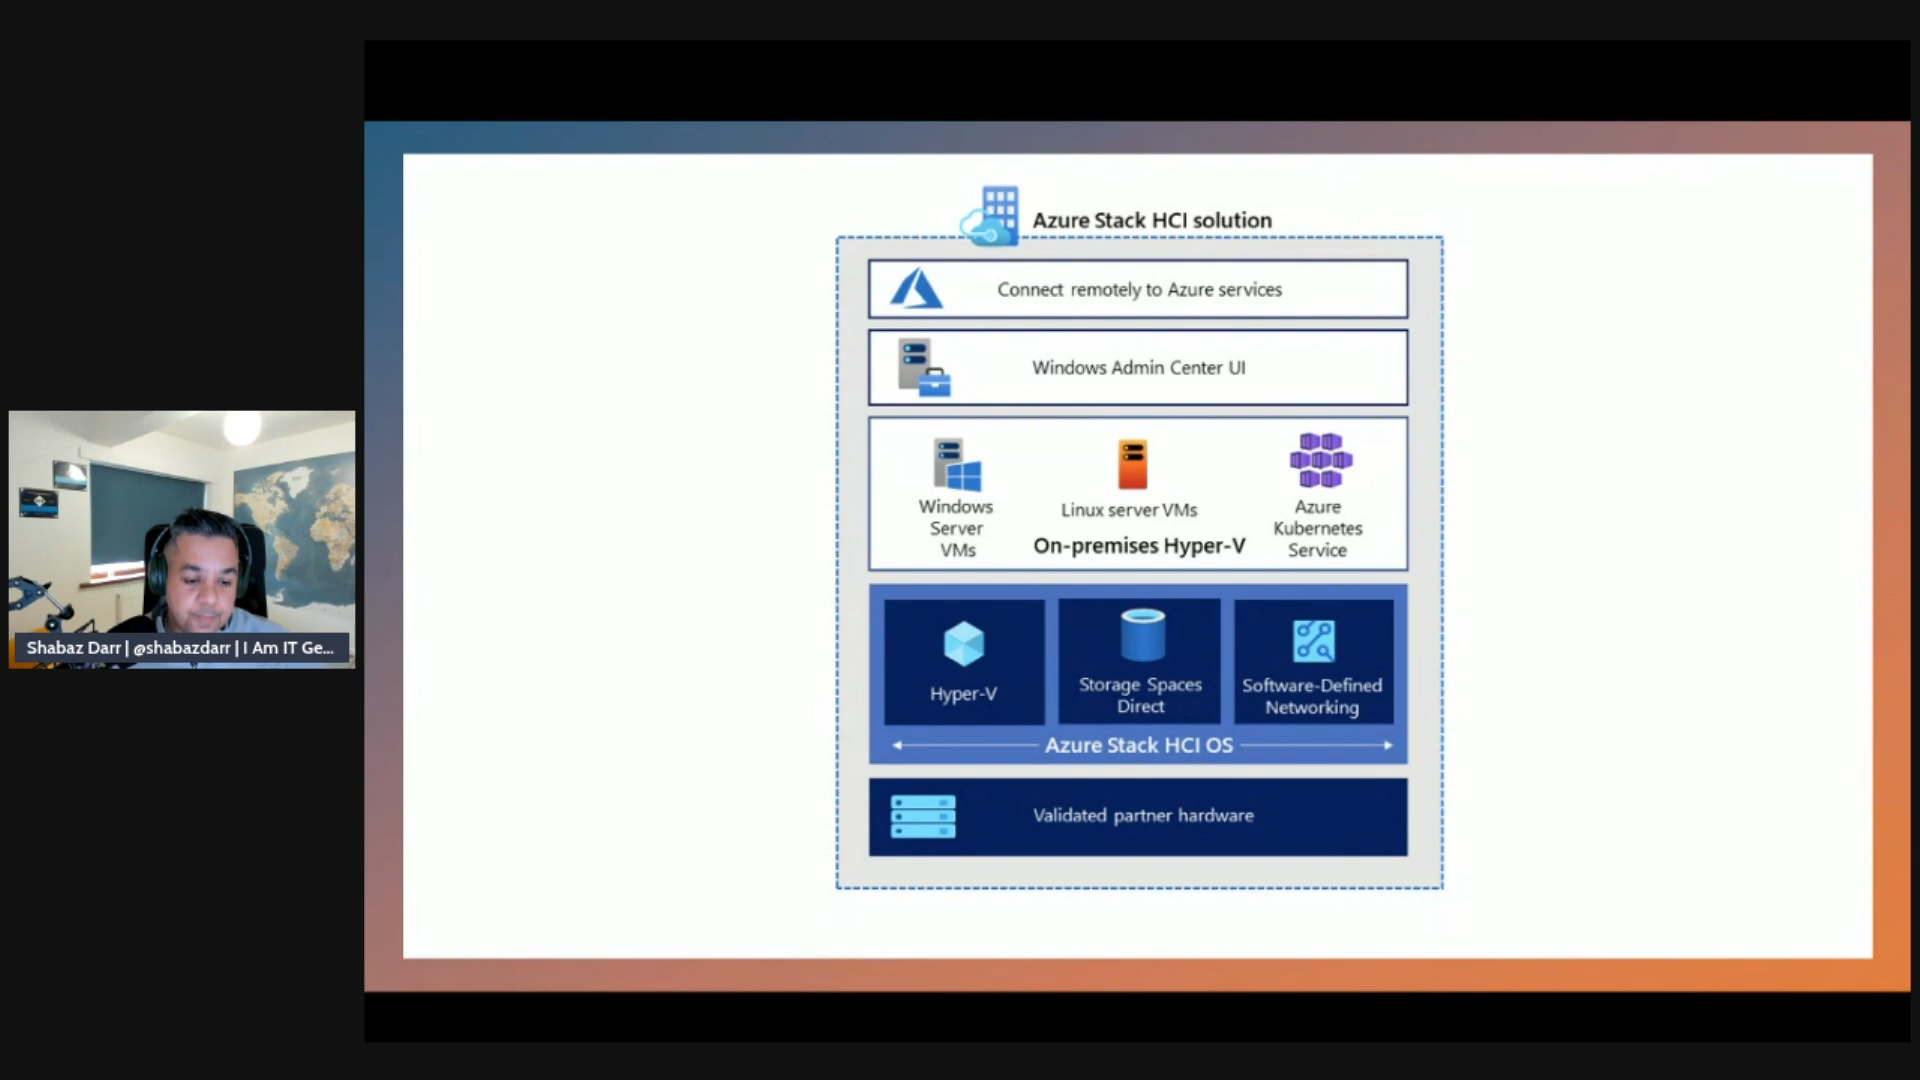 Azure Stack HCI solution
Connect remotely to Azure services
Windows Admin Center UI
Windows
Server
VMs
Linux server VMs
On-premises Hyper-V
Azure
Kubernetes
Service
Hyper-V
Storage Spaces
Direct
Software-Defined
Networking
Azure Stack HCI OS
Validated partner hardware
Shabaz Darr | @shabazdarr | I Am IT Ge...